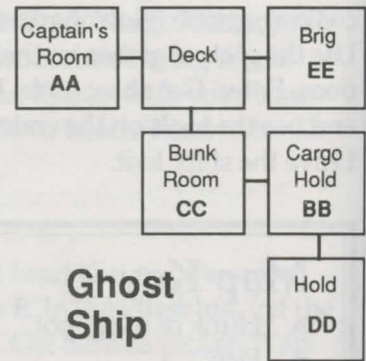 Captain's
Room
AA
Deck
Brig
EE
Bunk
Room
CC
Cargo
Hold
BB
Hold
DD
Ghost
Ship